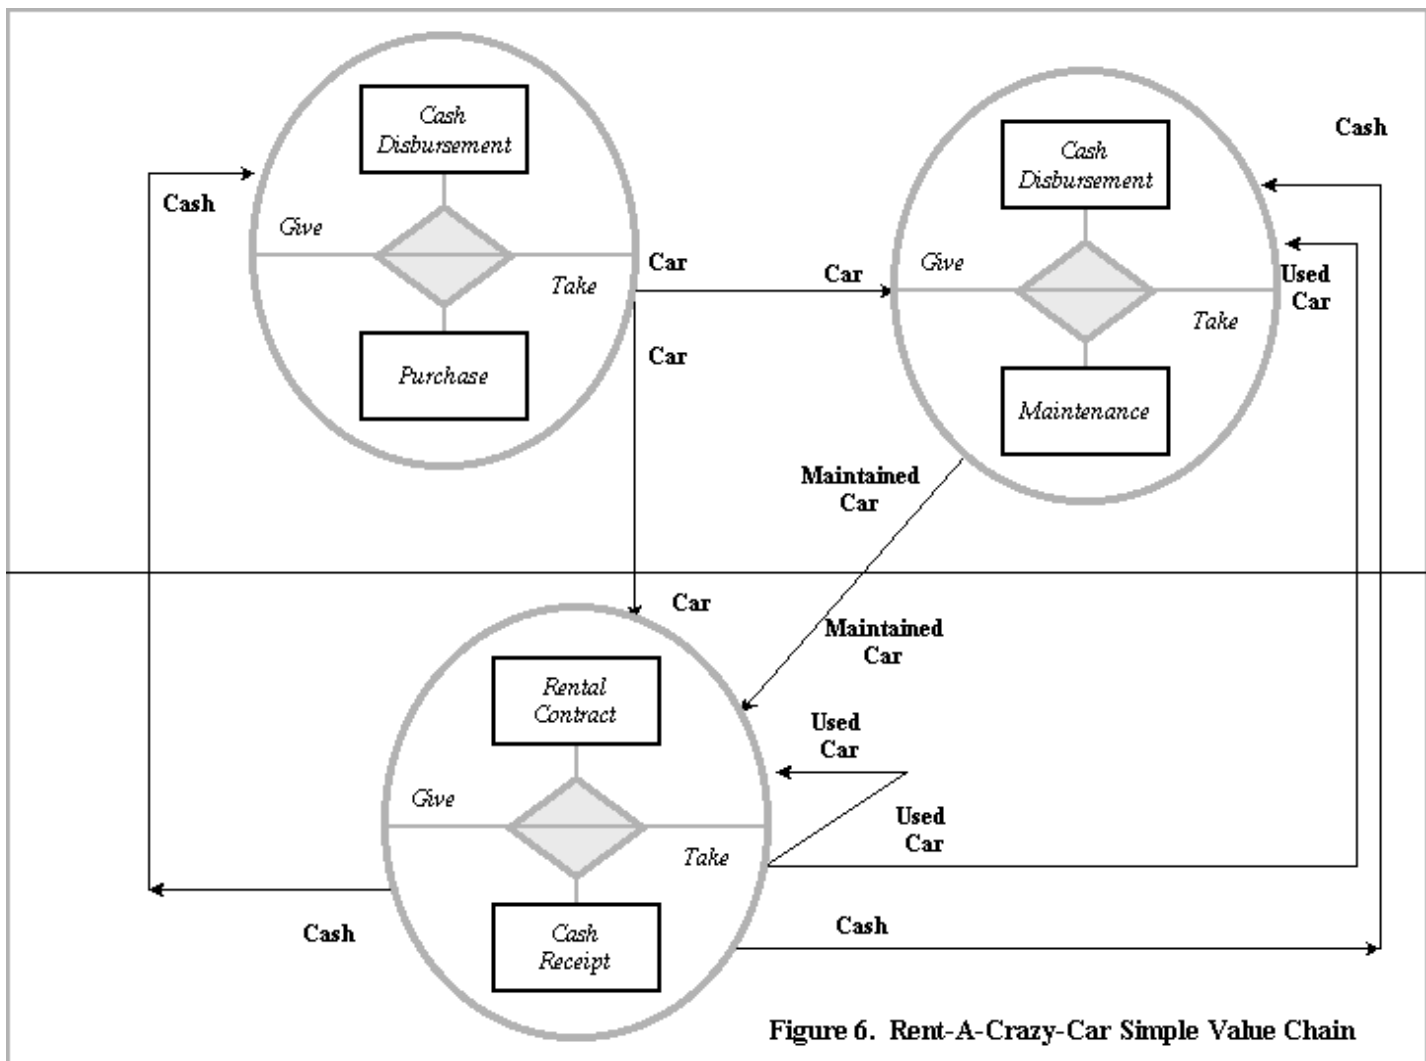 Cash
Disbursement
Give
Take
Purchase
Cash
Car
Car
Car
Cash
Disbursement
Give
Take
Maintenance
Cash
Used
Car
Maintained
Car
Car
Maintained
Car
Rental
Contract
Give
Take
Cash
Receipt
Used
Car
Used
Car
Cash
Cash
Figure 6. Rent-A-Crazy-Car Simple Value Chain